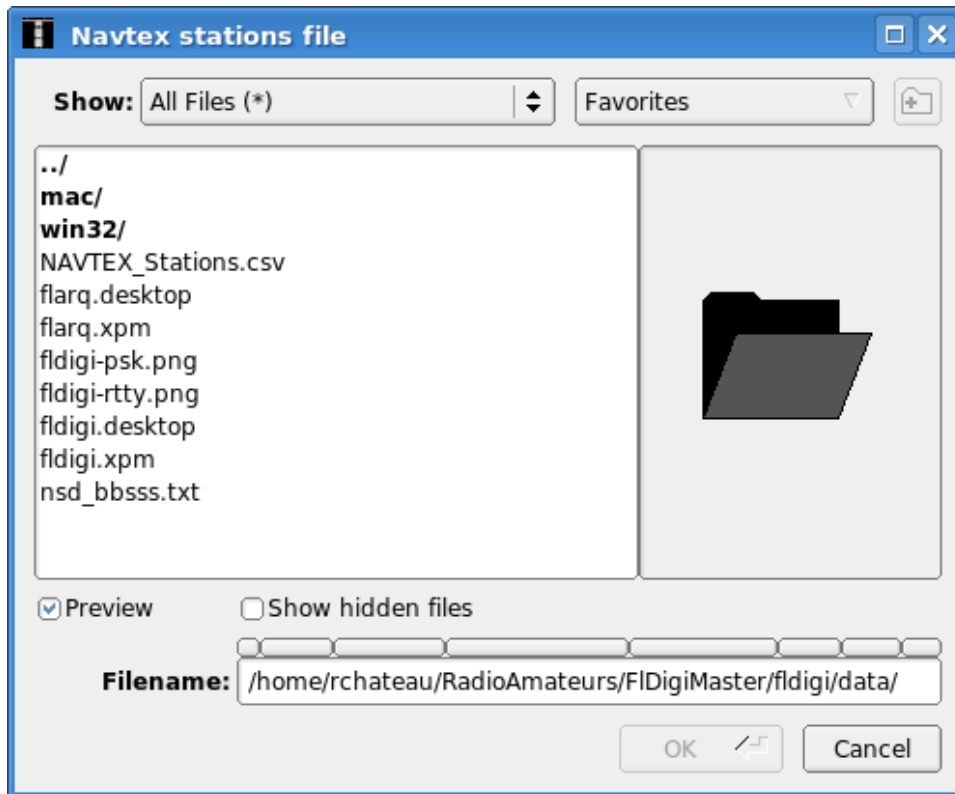 Navtex stations file
Show: All Files (*) Favorites
../
mac/
win32/
NAVTEX_Stations.csv
flarq.desktop
flarq.xpm
fldigi-psk.png
fldigi-rtty.png
fldigi.desktop
fldigi.xpm
nsd_bbsss.txt
Preview Show hidden files
Filename: /home/rchateau/RadioAmateurs/FlDigiMaster/fldigi/data/
OK Cancel